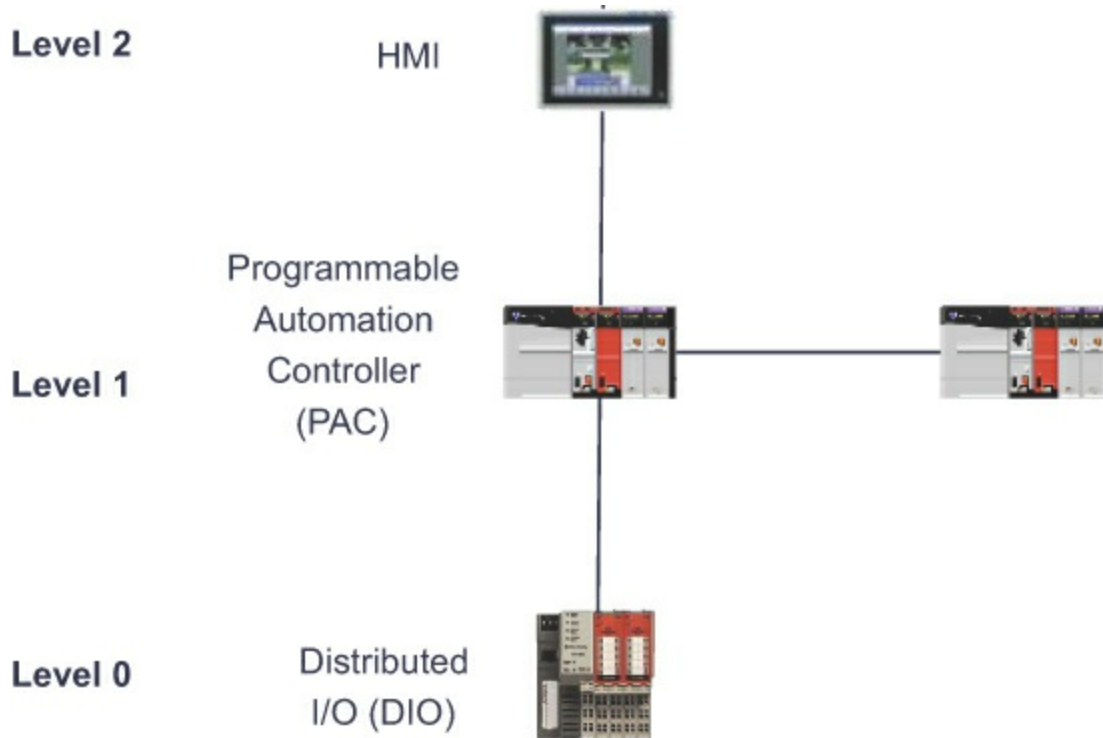 Level 2
HMI
Programmable
Automation
Controller
(PAC)
Level 1
Level 0
Distributed
I/O (DIO)